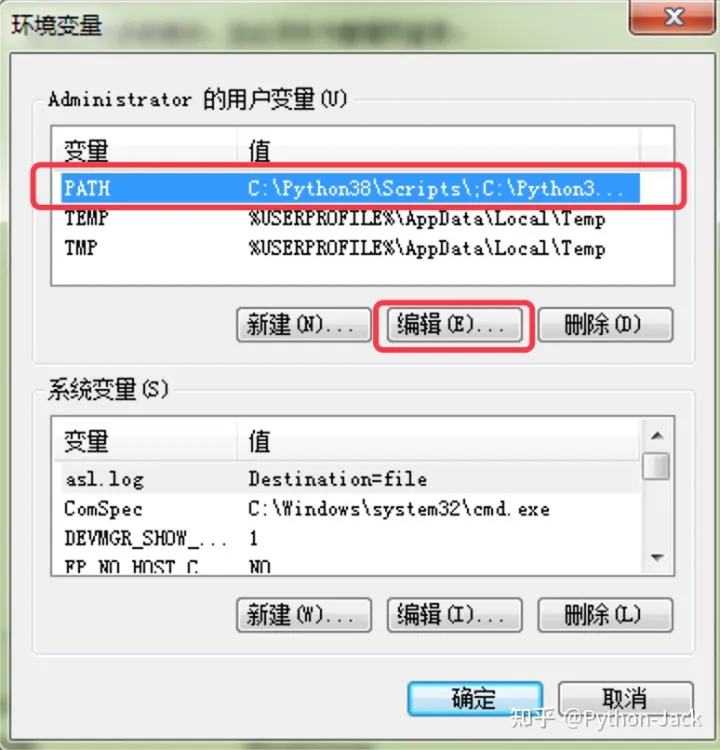 环境变量
Administrator 的用户变量(U)
变量 值
PATH C:\Python38\Scripts\;C:\Python3...
TEMP %USERPROFILE%\AppData\Local\Temp
TMP %USERPROFILE%\AppData\Local\Temp
新建(N)... 编辑(E)... 删除(D)
系统变量(S)
变量 值
asl.log Destination=file
ComSpec C:\Windows\system32\cmd.exe
DEVMGR_SHOW_... 1
FP_NO_HOST_C... NO
新建(W)... 编辑(I)... 删除(L)
确定 取消
知乎 @Python-Jack